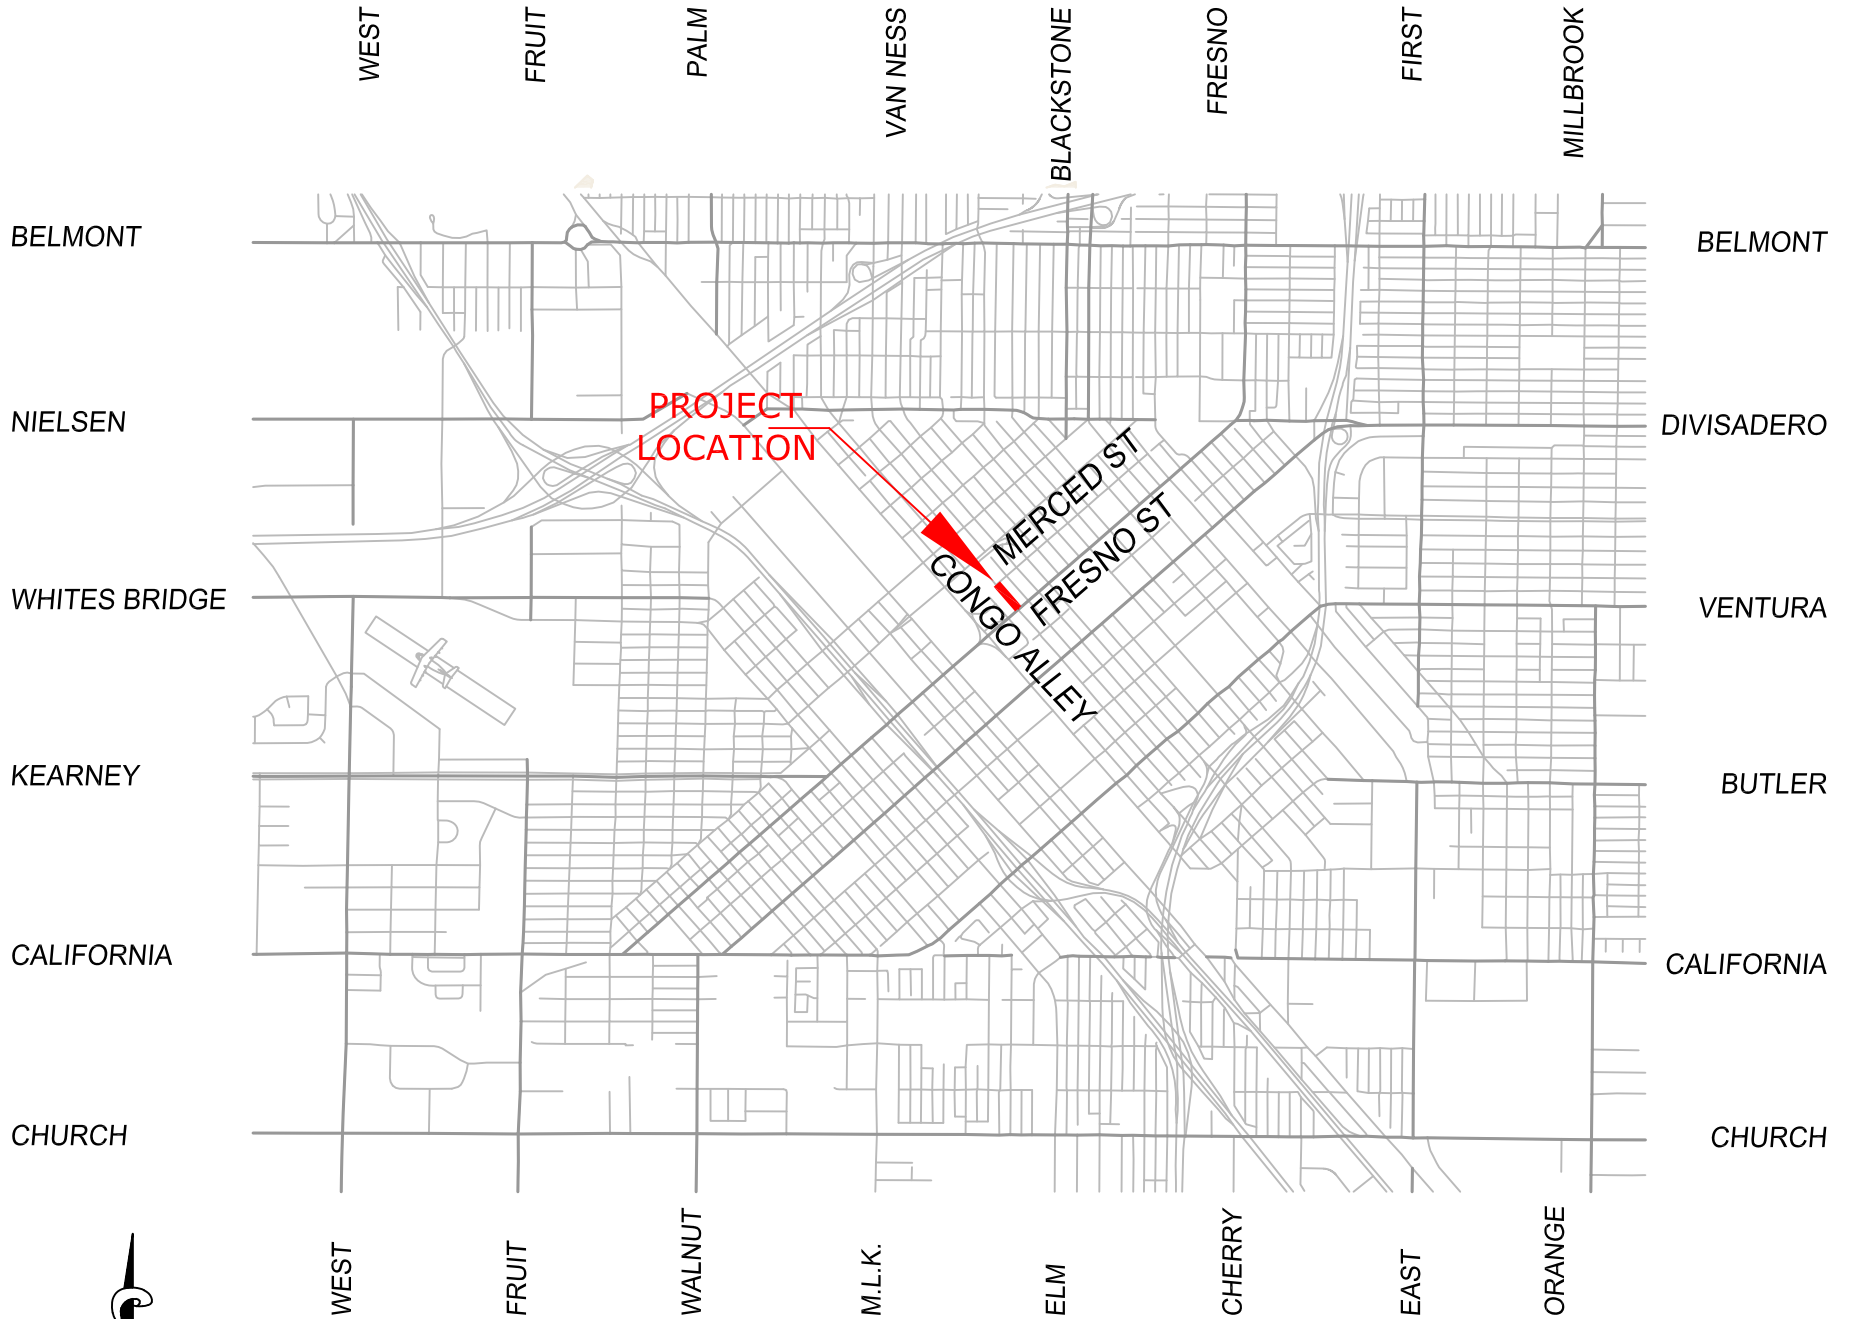 WEST
FRUIT
PALM
VAN NESS
BLACKSTONE
FRESNO
FIRST
MILLBROOK
BELMONT
BELMONT
NIELSEN
PROJECT
LOCATION
DIVISADERO
MERCED ST
FRESNO ST
CONGO ALLEY
WHITES BRIDGE
VENTURA
KEARNEY
BUTLER
CALIFORNIA
CALIFORNIA
CHURCH
CHURCH
WEST
FRUIT
WALNUT
M.L.K.
ELM
CHERRY
EAST
ORANGE